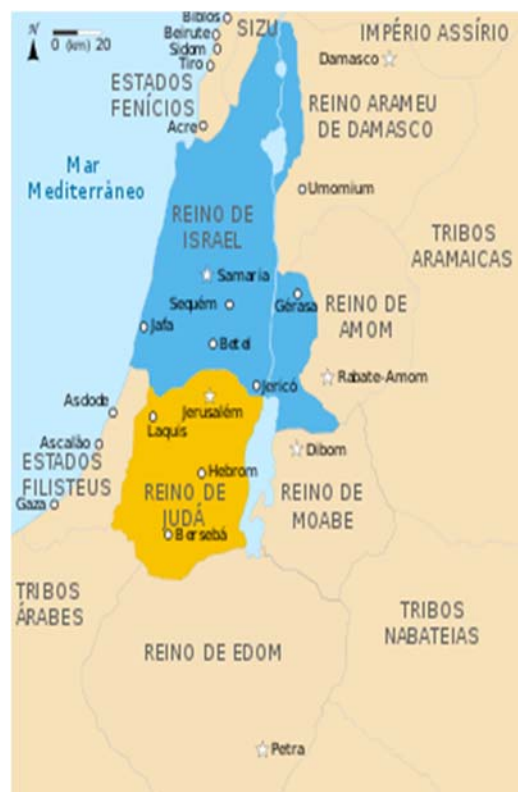 Biblos
SIZU
IMPÉRIO ASSÍRIO
N
0 (km) 20
Beirute
Sidom
Tiro
Damasco
ESTADOS
FENÍCIOS
REINO ARAMEU
DE DAMASCO
Acre
Mar
Mediterrâneo
Umomium
REINO DE
ISRAEL
TRIBOS
ARAMAICAS
Samaria
Sequém
Gérasa
REINO DE
AMOM
Jafa
Betel
Rabate-Amom
Jericó
Asdode
Jerusalém
Laquis
Ascalão
Dibom
ESTADOS
FILISTEUS
Hebrom
Gaza
REINO DE
JUDÁ
REINO DE
MOABE
Bersebá
TRIBOS
ÁRABES
TRIBOS
NABATEIAS
REINO DE EDOM
Petra